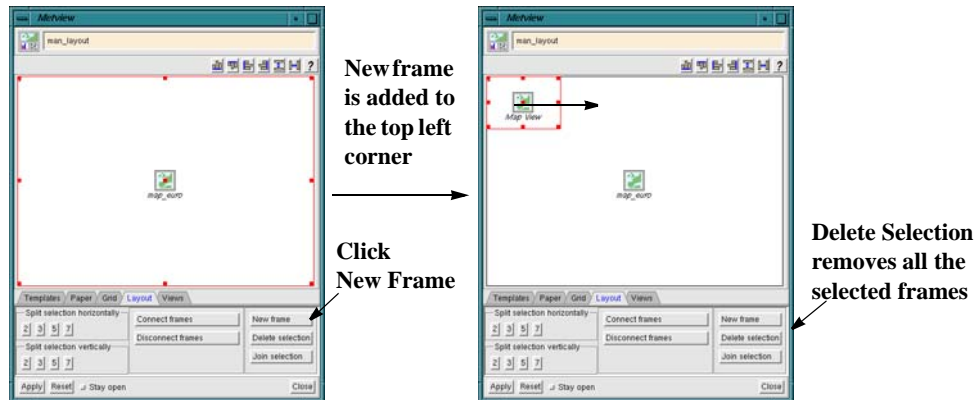 Metview
man_layout
?
map_euro
Templates Paper Grid Layout Views
Split selection horizontally
2 3 5 7
Split selection vertically
2 3 5 7
Connect frames
Disconnect frames
New frame
Delete selection
Join selection
Apply Reset Stay open Close
New frame
is added to
the top left
corner
Click
New Frame
Metview
man_layout
?
Map View
map_euro
Templates Paper Grid Layout Views
Split selection horizontally
2 3 5 7
Split selection vertically
2 3 5 7
Connect frames
Disconnect frames
New frame
Delete selection
Join selection
Apply Reset Stay open Close
Delete Selection
removes all the
selected frames